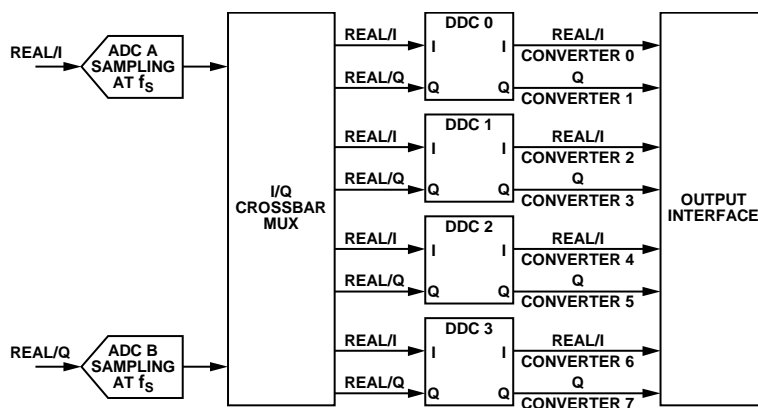 REAL/I
ADC A
SAMPLING
AT fS
I/Q
CROSSBAR
MUX
REAL/I
REAL/Q
DDC 0
I
I
Q
Q
REAL/I
CONVERTER 0
Q
CONVERTER 1
REAL/I
REAL/Q
DDC 1
I
I
Q
Q
REAL/I
CONVERTER 2
Q
CONVERTER 3
REAL/I
REAL/Q
DDC 2
I
I
Q
Q
REAL/I
CONVERTER 4
Q
CONVERTER 5
REAL/Q
ADC B
SAMPLING
AT fS
REAL/I
REAL/Q
DDC 3
I
I
Q
Q
REAL/I
CONVERTER 6
Q
CONVERTER 7
OUTPUT
INTERFACE